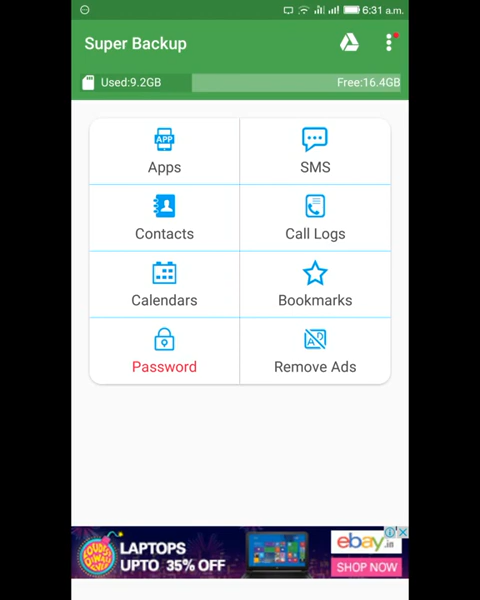 6:31 a.m.
Super Backup
Used:9.2GB Free:16.4GB
APP
Apps SMS
Contacts Call Logs
Calendars Bookmarks
AD
Password Remove Ads
LAPTOPS
UPTO 35% OFF
ebay.in
SHOP NOW